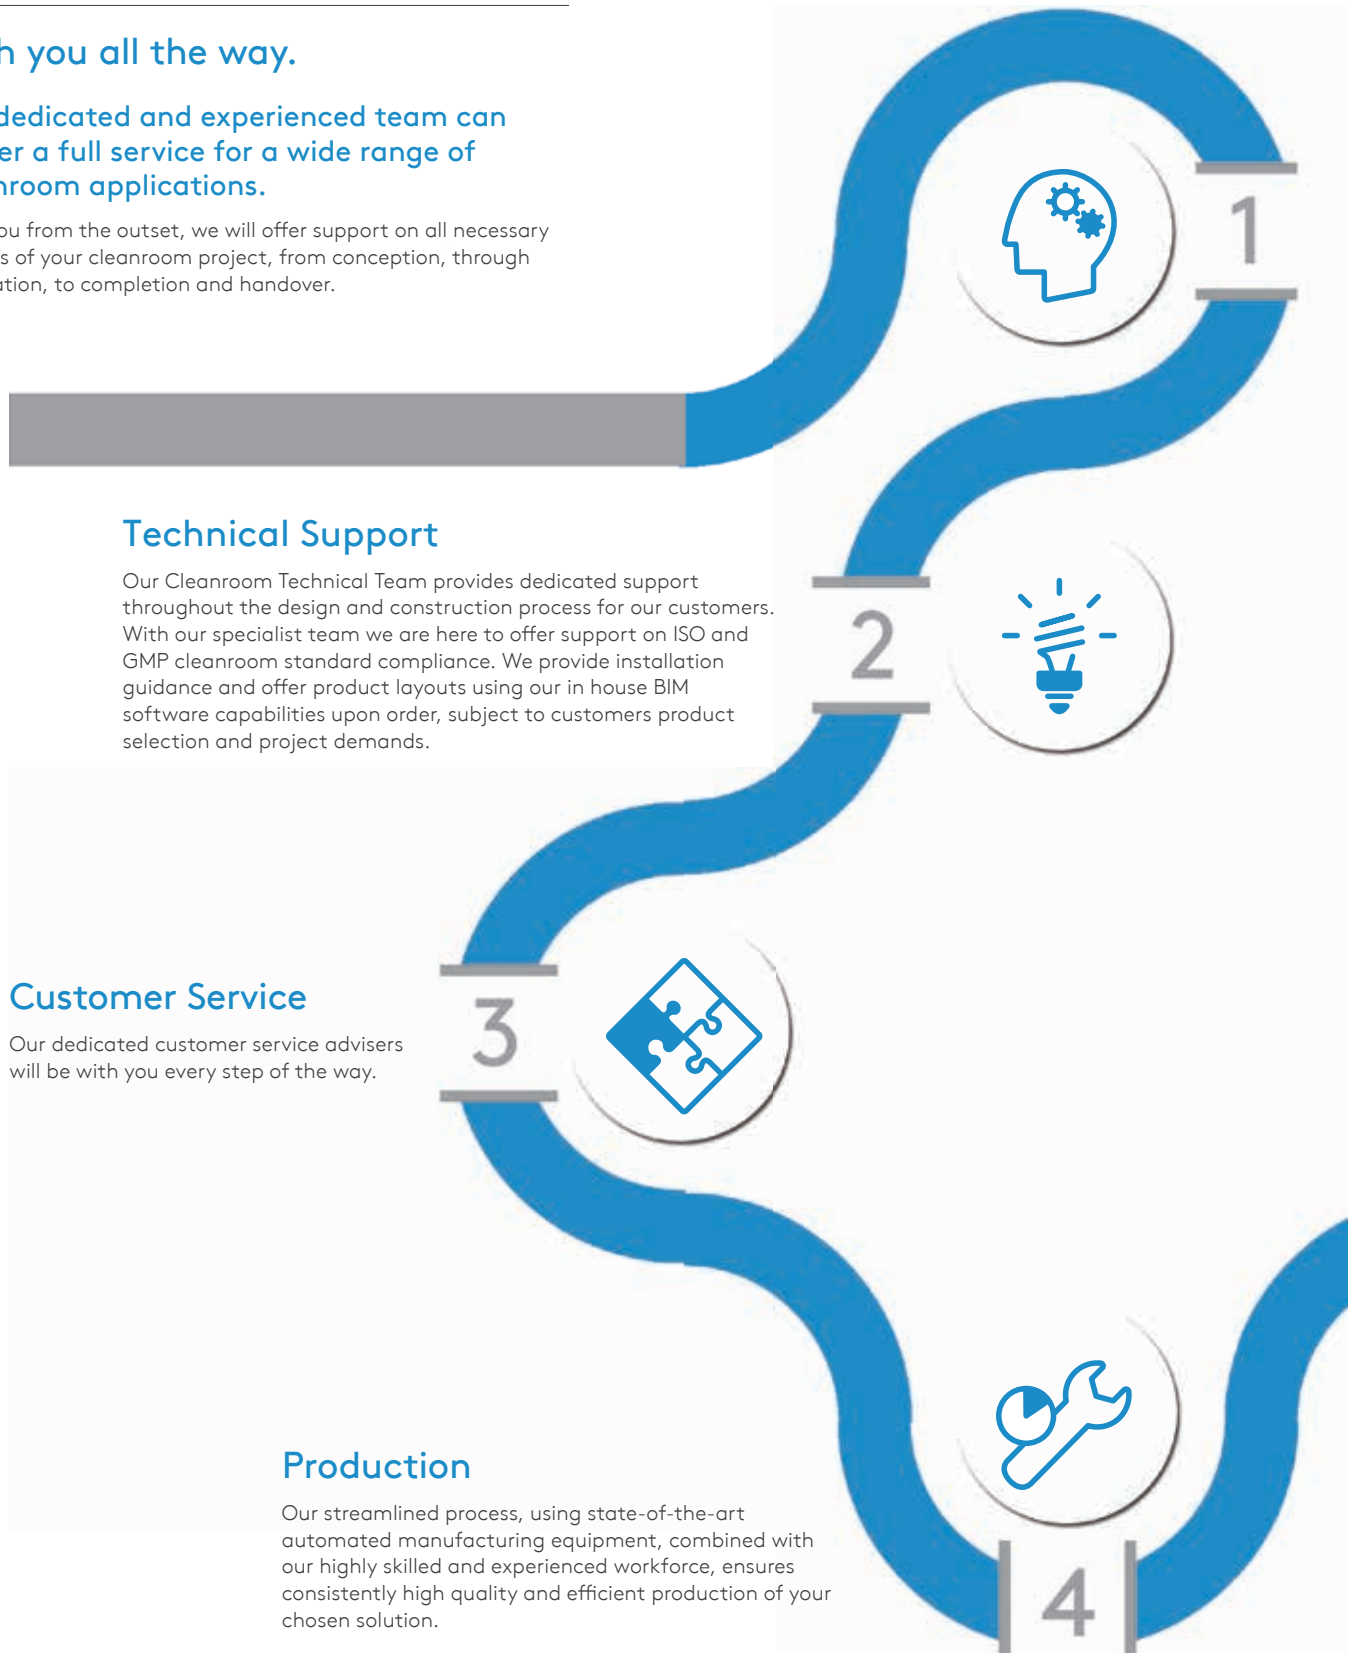 h you all the way.
dedicated and experienced team can
er a full service for a wide range of
nroom applications.
ou from the outset, we will offer support on all necessary
s of your cleanroom project, from conception, through
ation, to completion and handover.
1
Technical Support
Our Cleanroom Technical Team provides dedicated support
throughout the design and construction process for our customers.
With our specialist team we are here to offer support on ISO and
GMP cleanroom standard compliance. We provide installation
guidance and offer product layouts using our in house BIM
software capabilities upon order, subject to customers product
selection and project demands.
2
Customer Service
Our dedicated customer service advisers
will be with you every step of the way.
3
Production
Our streamlined process, using state-of-the-art
automated manufacturing equipment, combined with
our highly skilled and experienced workforce, ensures
consistently high quality and efficient production of your
chosen solution.
4